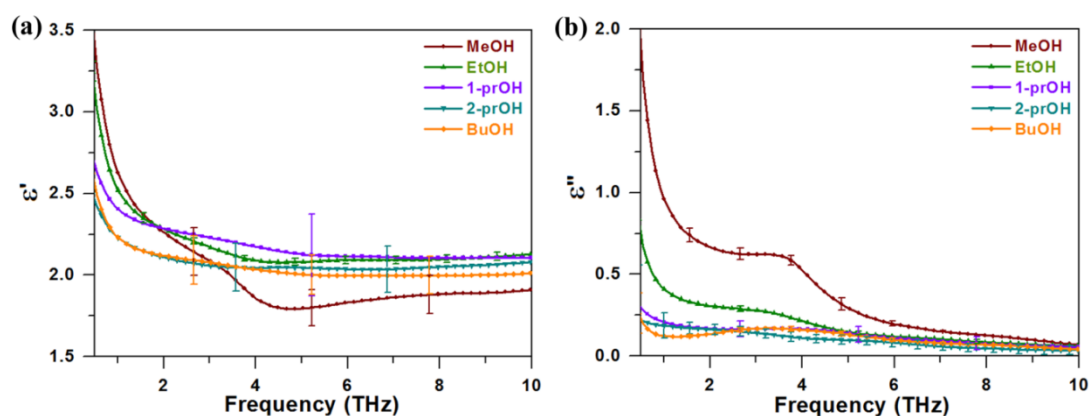 (a)
3.5
3.0
2.5
2.0
1.5
ε'
MeOH
EtOH
1-prOH
2-prOH
BuOH
2 4 6 8 10
Frequency (THz)
(b)
2.0
1.5
1.0
0.5
0.0
ε"
MeOH
EtOH
1-prOH
2-prOH
BuOH
2 4 6 8 10
Frequency (THz)